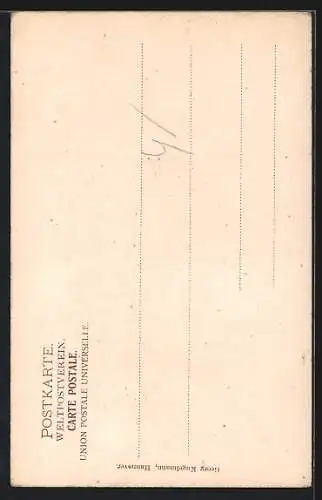 POSTKARTE.
WELTPOSTVEREIN.
CARTE POSTALE.
UNION POSTALE UNIVERSELLE.
Georg Kugelmann, Hannover.